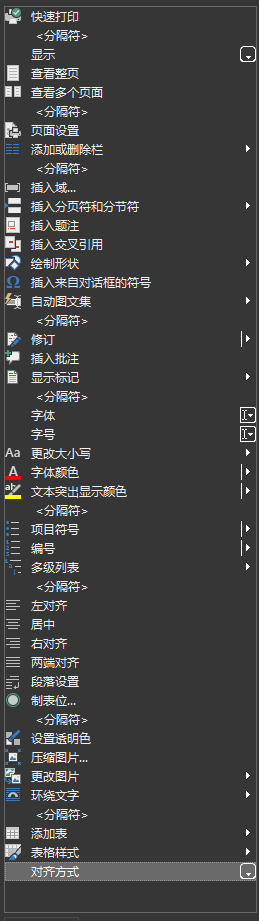 快速打印
<分隔符>
显示
查看整页
查看多个页面
<分隔符>
页面设置
添加或删除栏
<分隔符>
插入域...
插入分页符和分节符
插入题注
插入交叉引用
绘制形状
插入来自对话框的符号
自动图文集
<分隔符>
修订
插入批注
显示标记
<分隔符>
字体
字号
Aa 更改大小写
A 字体颜色
ab 文本突出显示颜色
<分隔符>
项目符号
编号
多级列表
<分隔符>
左对齐
居中
右对齐
两端对齐
段落设置
制表位...
<分隔符>
设置透明色
压缩图片...
更改图片
环绕文字
<分隔符>
添加表
表格样式
对齐方式